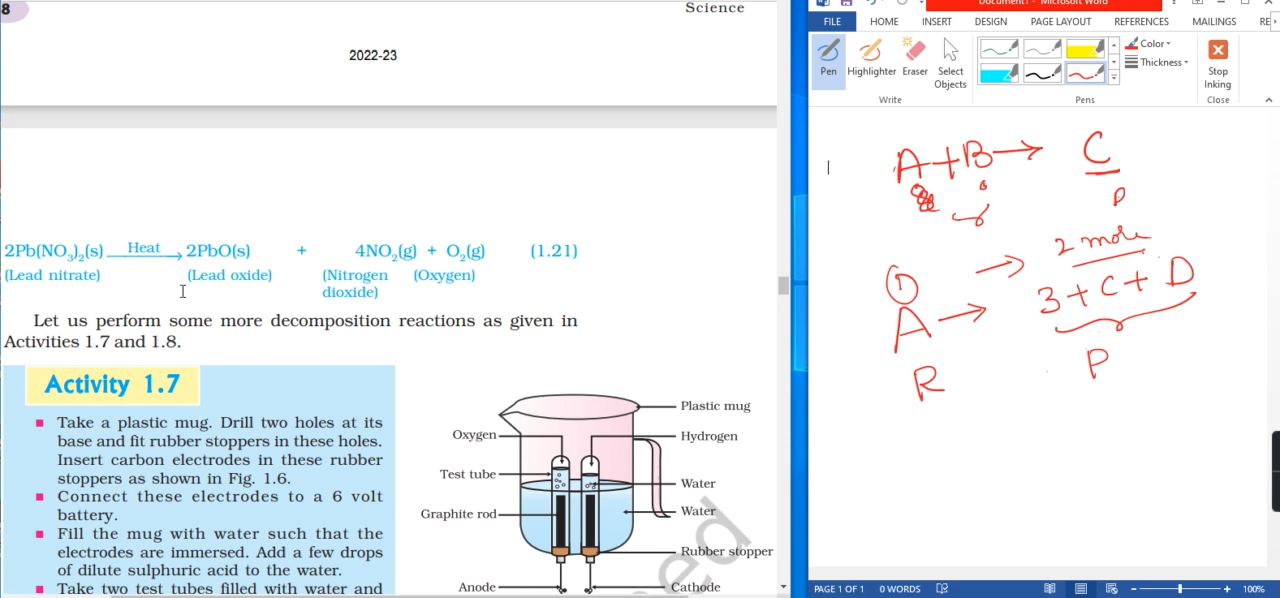 8
Science
2022-23
2Pb(NO3)2(s) Heat → 2PbO(s) + 4NO2(g) + O2(g) (1.21)
(Lead nitrate) (Lead oxide) (Nitrogen (Oxygen)
dioxide)
Let us perform some more decomposition reactions as given in
Activities 1.7 and 1.8.
Activity 1.7
Take a plastic mug. Drill two holes at its
base and fit rubber stoppers in these holes.
Insert carbon electrodes in these rubber
stoppers as shown in Fig. 1.6.
Connect these electrodes to a 6 volt
battery.
Fill the mug with water such that the
electrodes are immersed. Add a few drops
of dilute sulphuric acid to the water.
Take two test tubes filled with water and
Plastic mug
Oxygen
Hydrogen
Test tube
Water
Graphite rod
Water
Rubber stopper
Anode
Cathode
Document1 - Microsoft Word
FILE HOME INSERT DESIGN PAGE LAYOUT REFERENCES MAILINGS RE
Pen Highlighter Eraser Select
Objects
Color
Thickness
Stop
Inking
Write Pens Close
A + B → C
P
2 more
1 →
A → 3 + C + D
R P
PAGE 1 OF 1 0 WORDS 100%